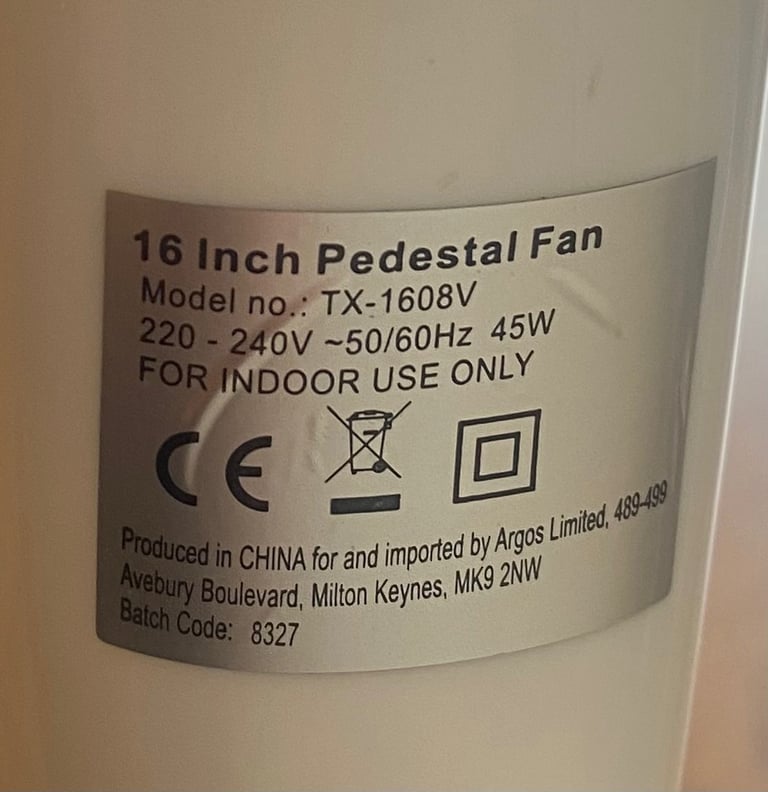 16 Inch Pedestal Fan
Model no.: TX-1608V
220 - 240V ~50/60Hz 45W
FOR INDOOR USE ONLY
CE
Produced in CHINA for and imported by Argos Limited, 489-499
Avebury Boulevard, Milton Keynes, MK9 2NW
Batch Code: 8327